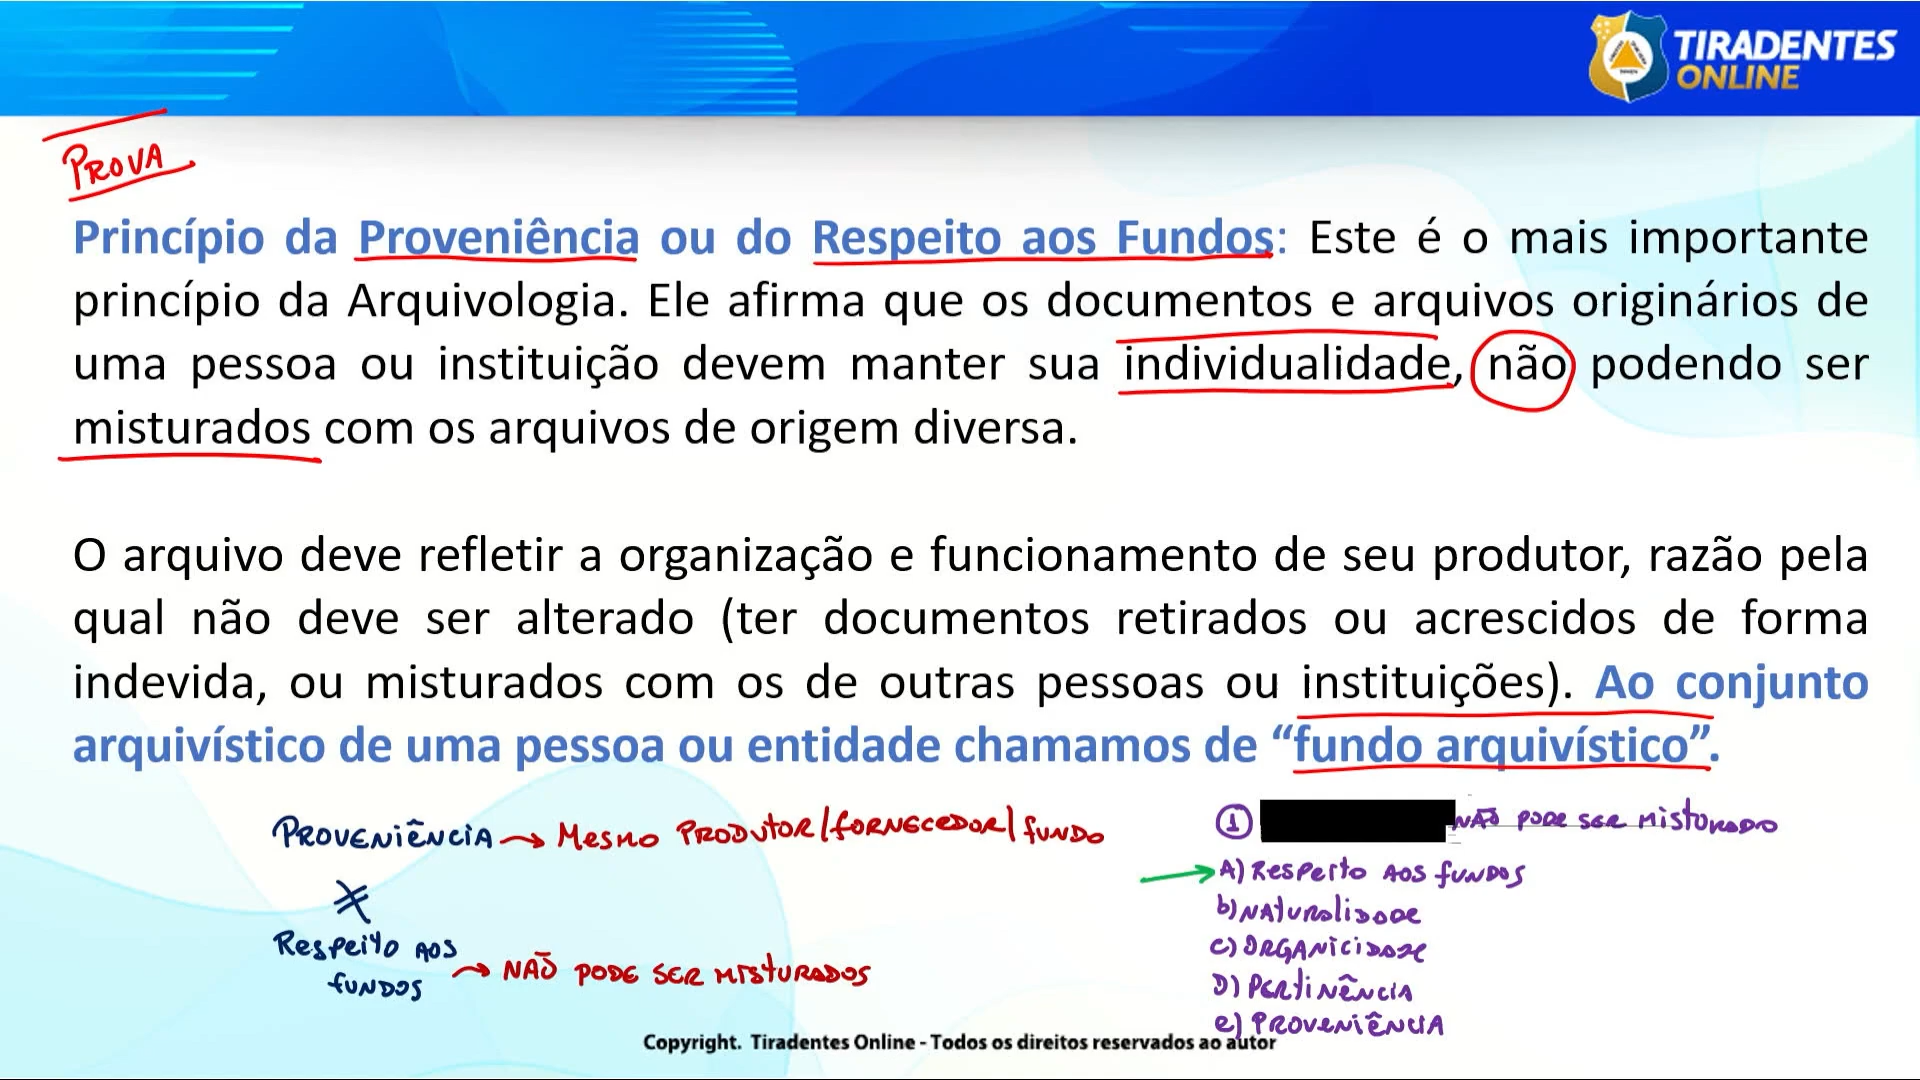 TIRADENTES
ONLINE
PROVA
Princípio da Proveniência ou do Respeito aos Fundos: Este é o mais importante
princípio da Arquivologia. Ele afirma que os documentos e arquivos originários de
uma pessoa ou instituição devem manter sua individualidade, não podendo ser
misturados com os arquivos de origem diversa.
O arquivo deve refletir a organização e funcionamento de seu produtor, razão pela
qual não deve ser alterado (ter documentos retirados ou acrescidos de forma
indevida, ou misturados com os de outras pessoas ou instituições). Ao conjunto
arquivístico de uma pessoa ou entidade chamamos de “fundo arquivístico”.
PROVENIÊNCIA → MESMO PRODUTOR/FORNECEDOR/FUNDO
RESPEITO AOS
FUNDOS → NÃO PODE SER MISTURADOS
1 NÃO PODE SER MISTURADO
A) RESPEITO AOS FUNDOS
b) NATURALIDADE
c) ORGANICIDADE
D) PERTINÊNCIA
e) PROVENIÊNCIA
Copyright. Tiradentes Online - Todos os direitos reservados ao autor